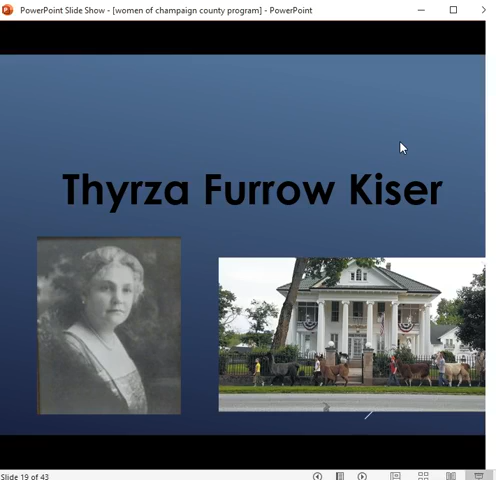 PowerPoint Slide Show - [women of champaign county program] - PowerPoint
Thyrza Furrow Kiser
Slide 19 of 43